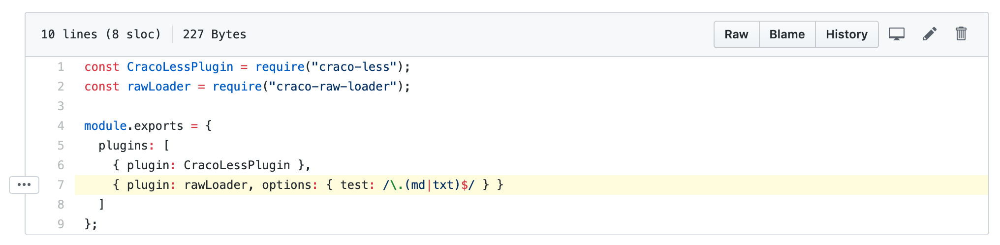 10 lines (8 sloc) 227 Bytes Raw Blame History
1 const CracoLessPlugin = require("craco-less");
2 const rawLoader = require("craco-raw-loader");
3
4 module.exports = {
5   plugins: [
6     { plugin: CracoLessPlugin },
7     { plugin: rawLoader, options: { test: /\.(md|txt)$/ } }
8   ]
9 };